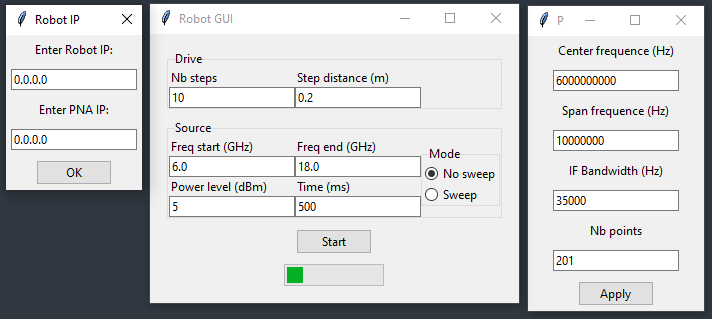 Robot IP
Enter Robot IP:
0.0.0.0
Enter PNA IP:
0.0.0.0
OK
Robot GUI
Drive
Nb steps Step distance (m)
10 0.2
Source
Freq start (GHz) Freq end (GHz)
6.0 18.0
Power level (dBm) Time (ms)
5 500
Mode
No sweep
Sweep
Start
P
Center frequence (Hz)
6000000000
Span frequence (Hz)
10000000
IF Bandwidth (Hz)
35000
Nb points
201
Apply